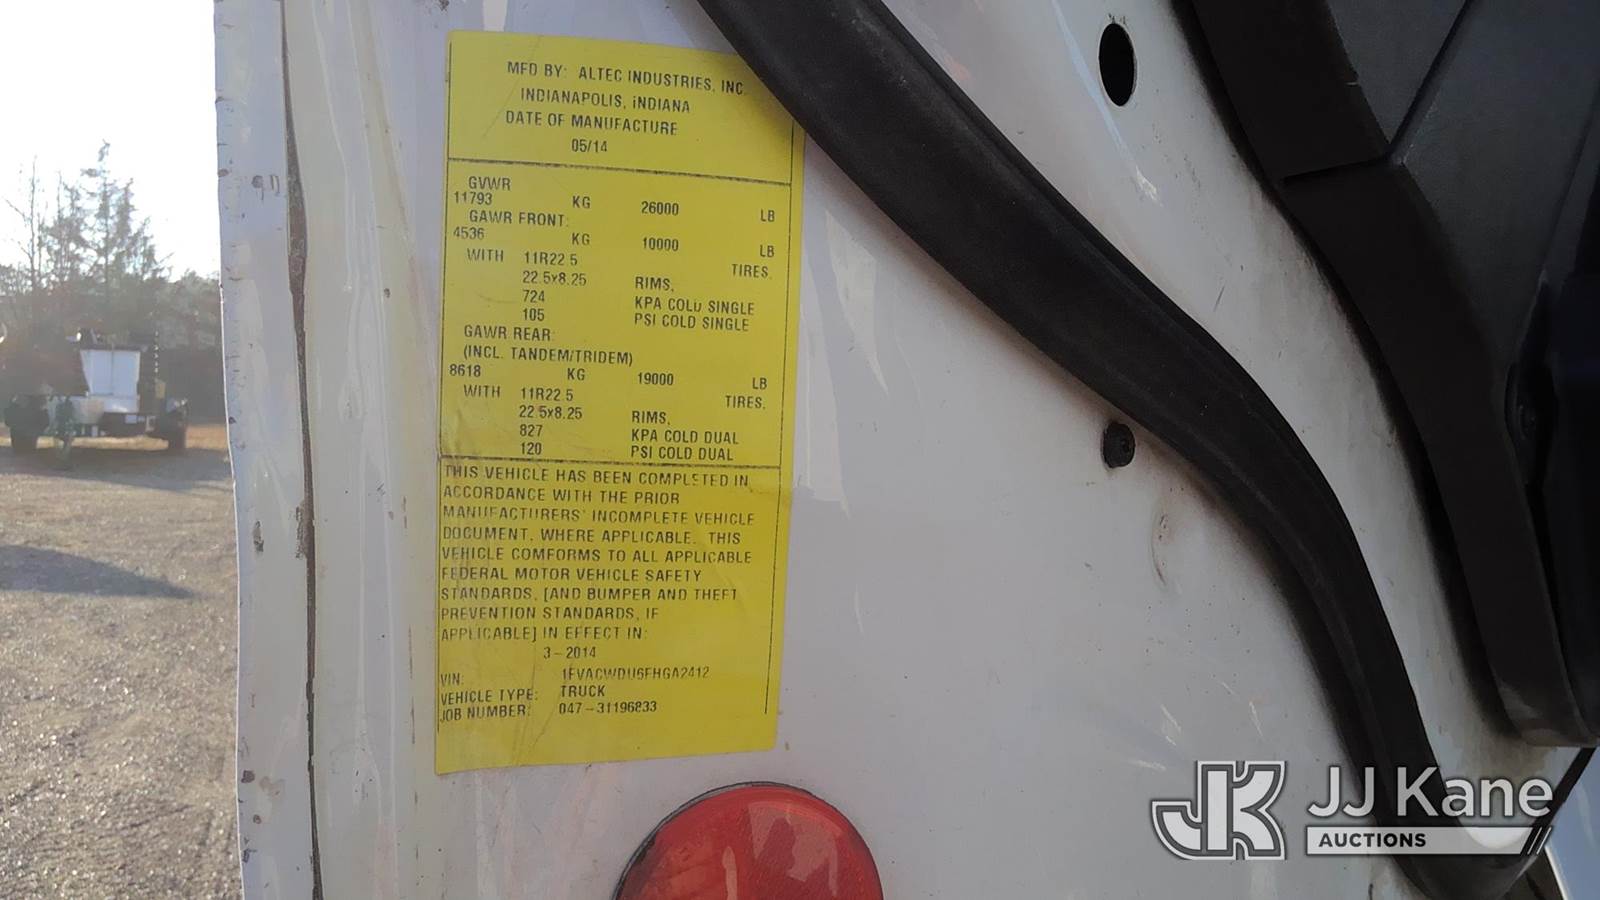 MFD BY: ALTEC INDUSTRIES, INC.
INDIANAPOLIS, INDIANA
DATE OF MANUFACTURE
05/14
GVWR
11793 KG 26000 LB
GAWR FRONT:
4536 KG 10000 LB
WITH 11R22.5 TIRES,
22.5x8.25 RIMS,
724 KPA COLD SINGLE
105 PSI COLD SINGLE
GAWR REAR:
(INCL. TANDEM/TRIDEM)
8618 KG 19000 LB
WITH 11R22.5 TIRES,
22.5x8.25 RIMS,
827 KPA COLD DUAL
120 PSI COLD DUAL
THIS VEHICLE HAS BEEN COMPLETED IN
ACCORDANCE WITH THE PRIOR
MANUFACTURERS' INCOMPLETE VEHICLE
DOCUMENT, WHERE APPLICABLE. THIS
VEHICLE COMFORMS TO ALL APPLICABLE
FEDERAL MOTOR VEHICLE SAFETY
STANDARDS, [AND BUMPER AND THEFT
PREVENTION STANDARDS, IF
APPLICABLE] IN EFFECT IN:
3-2014
VIN: 1FVACWDU6FHGA2412
VEHICLE TYPE: TRUCK
JOB NUMBER: 047-31196833
JK JJ Kane
AUCTIONS